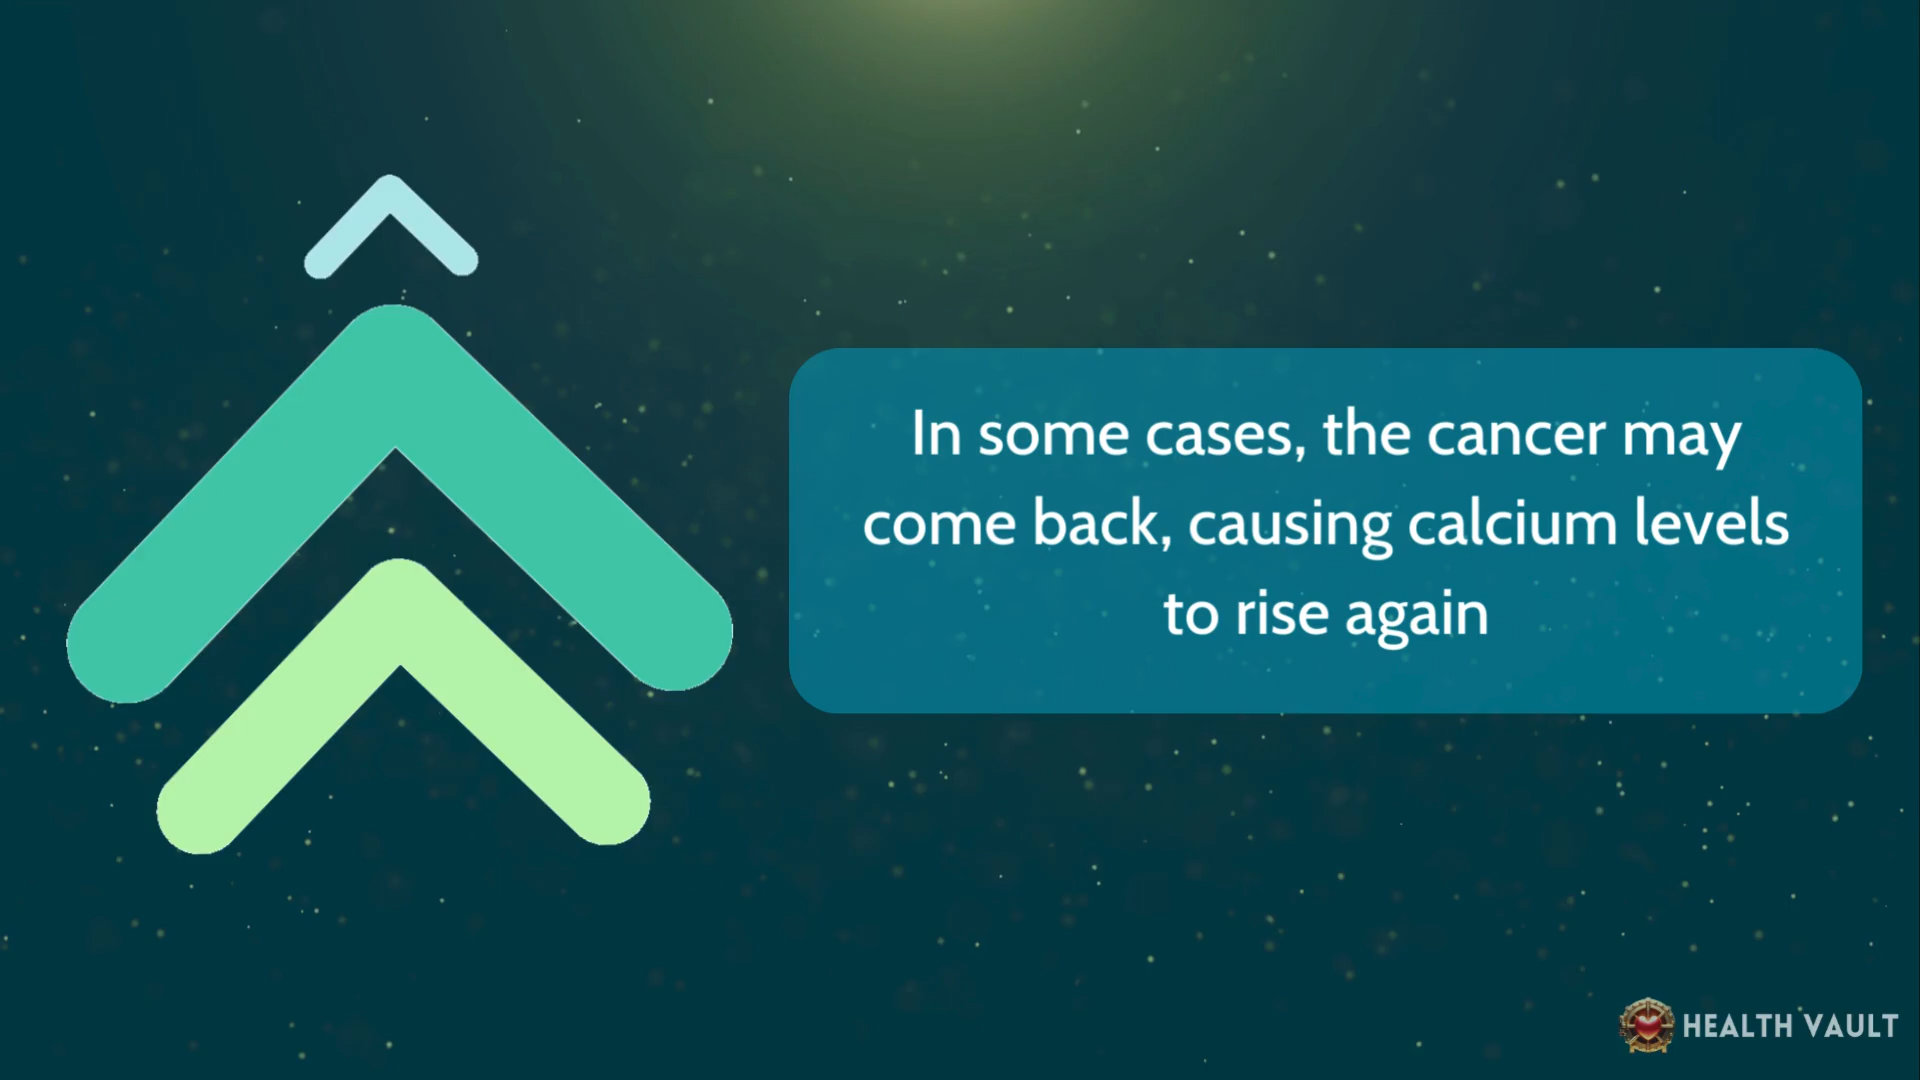 In some cases, the cancer may
come back, causing calcium levels
to rise again
HEALTH VAULT